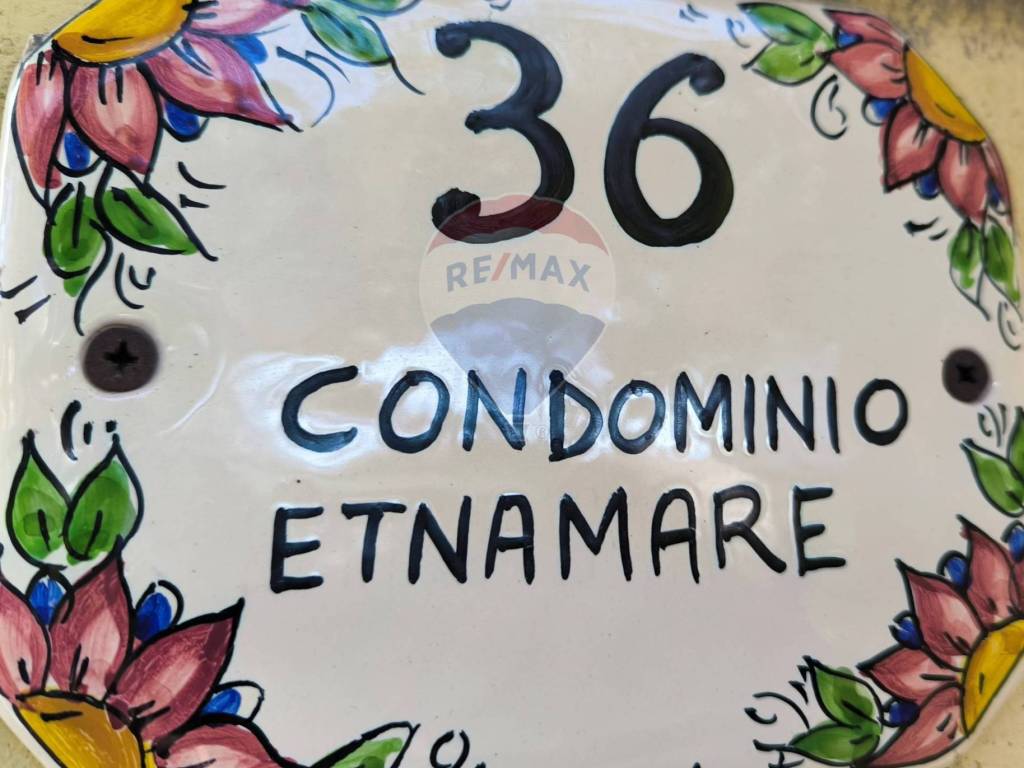 36
RE/MAX
CONDOMINIO
ETNAMARE